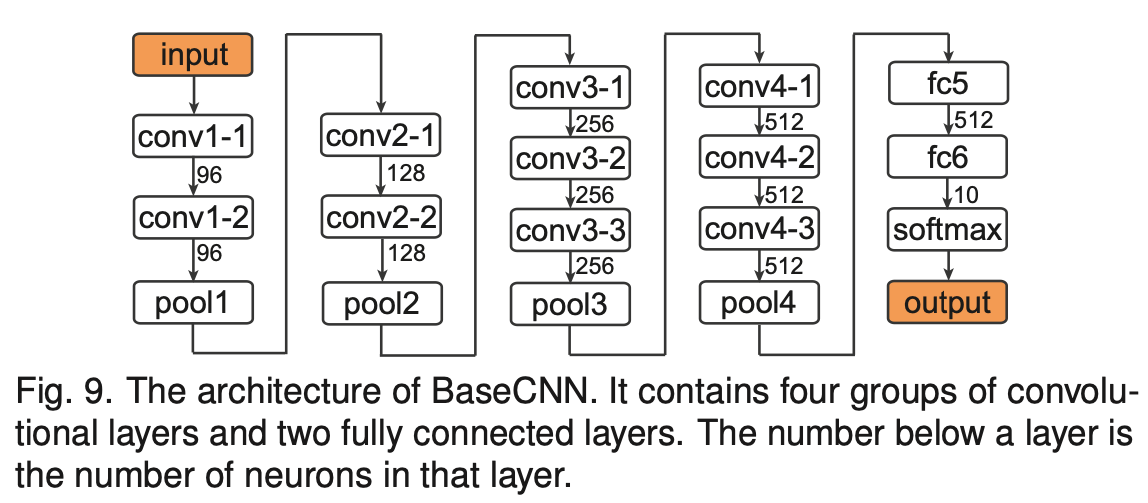 input
conv1-1
96
conv1-2
96
pool1
conv2-1
128
conv2-2
128
pool2
conv3-1
256
conv3-2
256
conv3-3
256
pool3
conv4-1
512
conv4-2
512
conv4-3
512
pool4
fc5
512
fc6
10
softmax
output
Fig. 9. The architecture of BaseCNN. It contains four groups of convolu-
tional layers and two fully connected layers. The number below a layer is
the number of neurons in that layer.